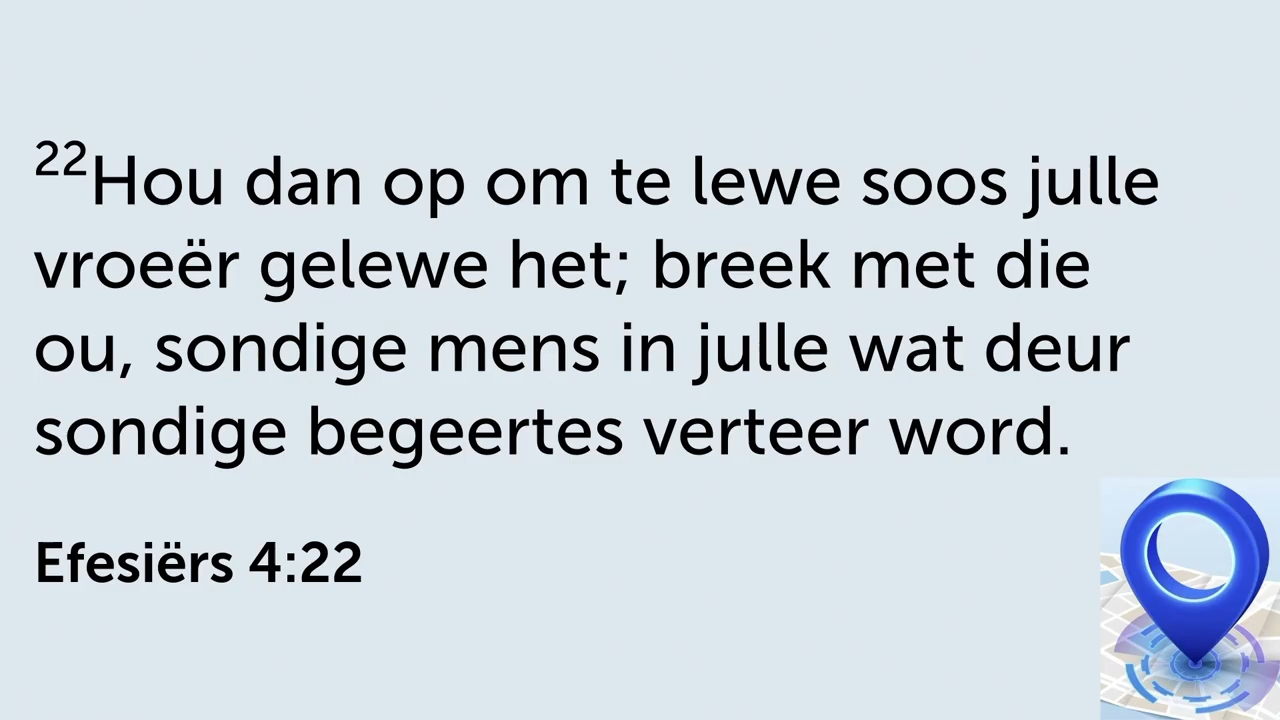 ²²Hou dan op om te lewe soos julle
vroeër gelewe het; breek met die
ou, sondige mens in julle wat deur
sondige begeertes verteer word.
Efesiërs 4:22